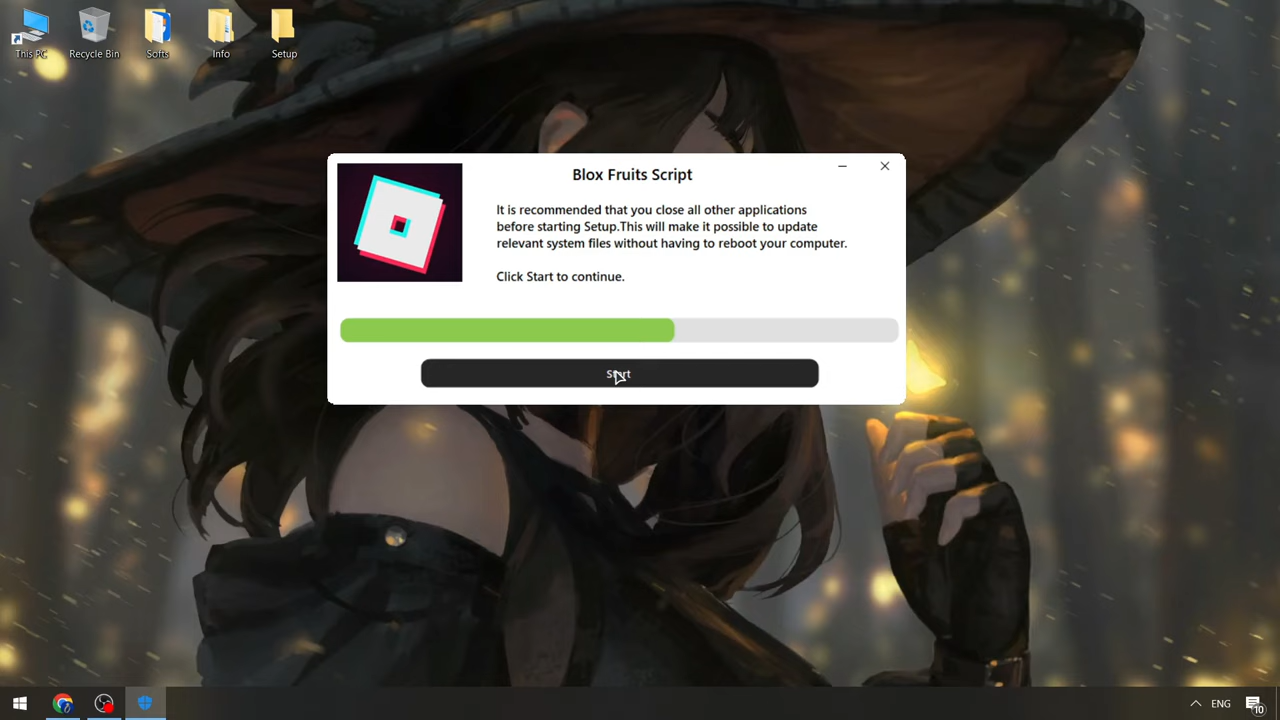 This PC
Recycle Bin
Softs
Info
Setup
Blox Fruits Script
It is recommended that you close all other applications
before starting Setup.This will make it possible to update
relevant system files without having to reboot your computer.
Click Start to continue.
Start
ENG
10